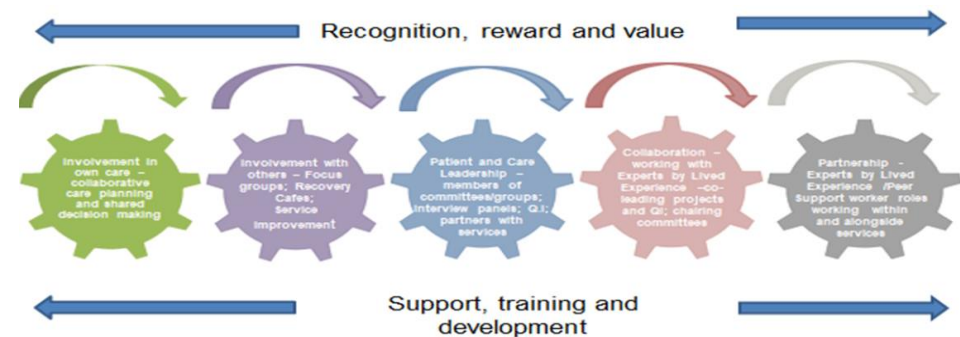 Recognition, reward and value
Involvement in
own care –
collaborative
care planning
and shared
decision making
Involvement with
others – Focus
groups; Recovery
Cafes;
Service
Improvement
Patient and Care
Leadership –
members of
committees/groups;
interview panels; Q.I;
partners with
services
Collaboration –
working with
Experts by Lived
Experience –co-
leading projects
and QI; chairing
committees
Partnership -
Experts by Lived
Experience /Peer
Support worker roles
working within
and alongside
services
Support, training and
development